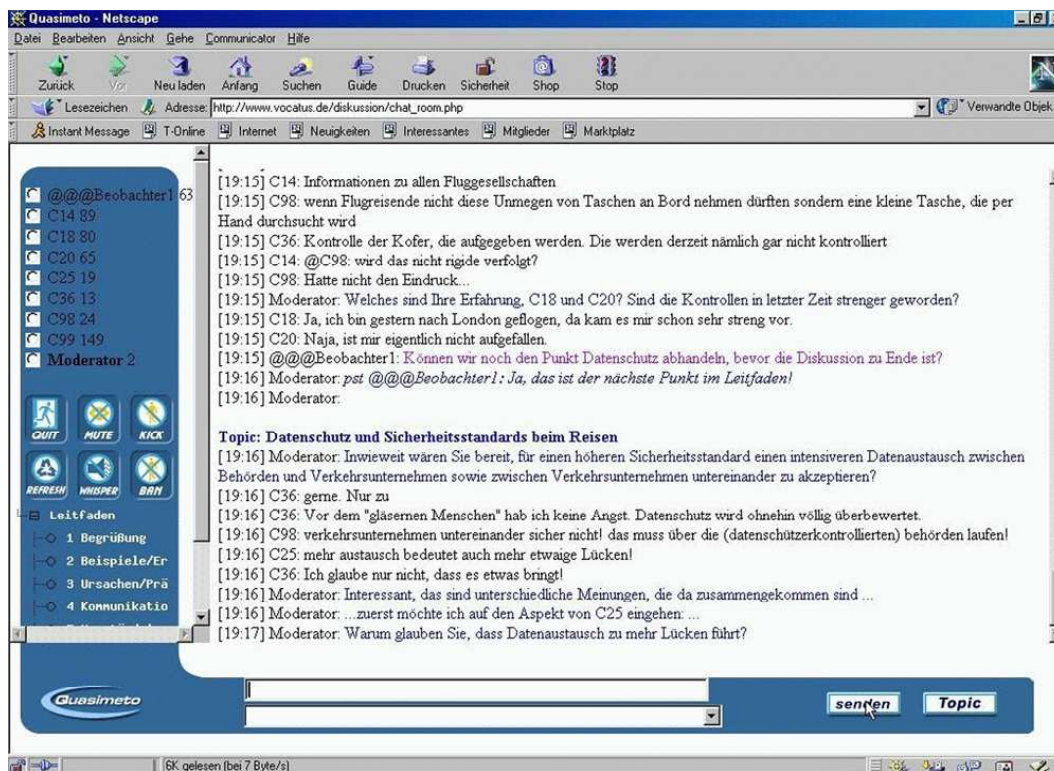 Quasimeto - Netscape
Datei Bearbeiten Ansicht Gehe Communicator Hilfe
Zurück Vor Neu laden Anfang Suchen Guide Drucken Sicherheit Shop Stop
Lesezeichen Adresse: http://www.vocatus.de/diskussion/chat_room.php Verwandte Objek
Instant Message T-Online Internet Neuigkeiten Interessantes Mitglieder Marktplatz
@@@Beobachter1 63
C14 89
C18 80
C20 65
C25 19
C36 13
C98 24
C99 149
Moderator 2
QUIT MUTE KICK
REFRESH WHISPER BAN
Leitfaden
1 Begrüßung
2 Beispiele/Er
3 Ursachen/Prä
4 Kommunikatio
[19:15] C14: Informationen zu allen Fluggesellschaften
[19:15] C98: wenn Flugreisende nicht diese Unmegen von Taschen an Bord nehmen dürften sondern eine kleine Tasche, die per
Hand durchsucht wird
[19:15] C36: Kontrolle der Kofer, die aufgegeben werden. Die werden derzeit nämlich gar nicht kontrolliert
[19:15] C14: @C98: wird das nicht rigide verfolgt?
[19:15] C98: Hatte nicht den Eindruck...
[19:15] Moderator: Welches sind Ihre Erfahrung, C18 und C20? Sind die Kontrollen in letzter Zeit strenger geworden?
[19:15] C18: Ja, ich bin gestern nach London geflogen, da kam es mir schon sehr streng vor.
[19:15] C20: Naja, ist mir eigentlich nicht aufgefallen.
[19:15] @@@Beobachter1: Können wir noch den Punkt Datenschutz abhandeln, bevor die Diskussion zu Ende ist?
[19:16] Moderator: pst @@@Beobachter1: Ja, das ist der nächste Punkt im Leitfaden!
[19:16] Moderator:
Topic: Datenschutz und Sicherheitsstandards beim Reisen
[19:16] Moderator: Inwieweit wären Sie bereit, für einen höheren Sicherheitsstandard einen intensiveren Datenaustausch zwischen
Behörden und Verkehrsunternehmen sowie zwischen Verkehrsunternehmen untereinander zu akzeptieren?
[19:16] C36: gerne. Nur zu
[19:16] C36: Vor dem "gläsernen Menschen" hab ich keine Angst. Datenschutz wird ohnehin völlig überbewertet.
[19:16] C98: verkehrsunternehmen untereinander sicher nicht! das muss über die (datenschützerkontrollierten) behörden laufen!
[19:16] C25: mehr austausch bedeutet auch mehr etwaige Lücken!
[19:16] C36: Ich glaube nur nicht, dass es etwas bringt!
[19:16] Moderator: Interessant, das sind unterschiedliche Meinungen, die da zusammengekommen sind ...
[19:16] Moderator: ...zuerst möchte ich auf den Aspekt von C25 eingehen: ...
[19:17] Moderator: Warum glauben Sie, dass Datenaustausch zu mehr Lücken führt?
Quasimeto
senden Topic
6K gelesen (bei 7 Byte/s)